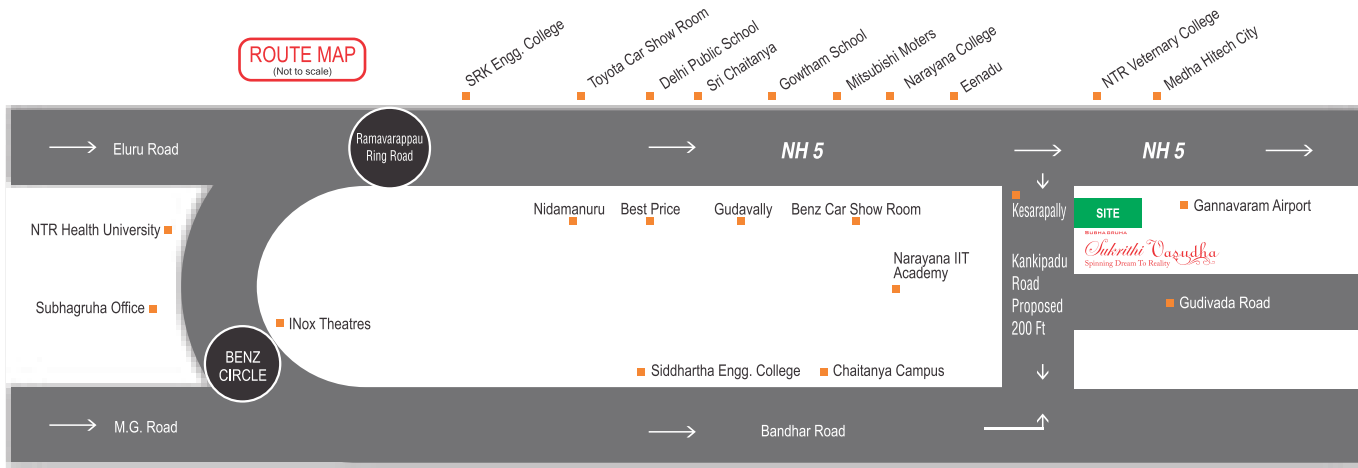 ROUTE MAP
(Not to scale)
SRK Engg. College
Toyota Car Show Room
Delhi Public School
Sri Chaitanya
Gowtham School
Mitsubishi Moters
Narayana College
Eenadu
NTR Veternary College
Medha Hitech City
Eluru Road
Ramavarappau
Ring Road
NH 5
NH 5
NTR Health University
Subhagruha Office
INox Theatres
BENZ
CIRCLE
Nidamanuru
Best Price
Gudavally
Benz Car Show Room
Narayana IIT
Academy
Siddhartha Engg. College
Chaitanya Campus
Kesarapally
Kankipadu
Road
Proposed
200 Ft
SITE
SUBHAGRUHA
Sukrithi Vasudha
Spinning Dream To Reality
Gannavaram Airport
Gudivada Road
M.G. Road
Bandhar Road